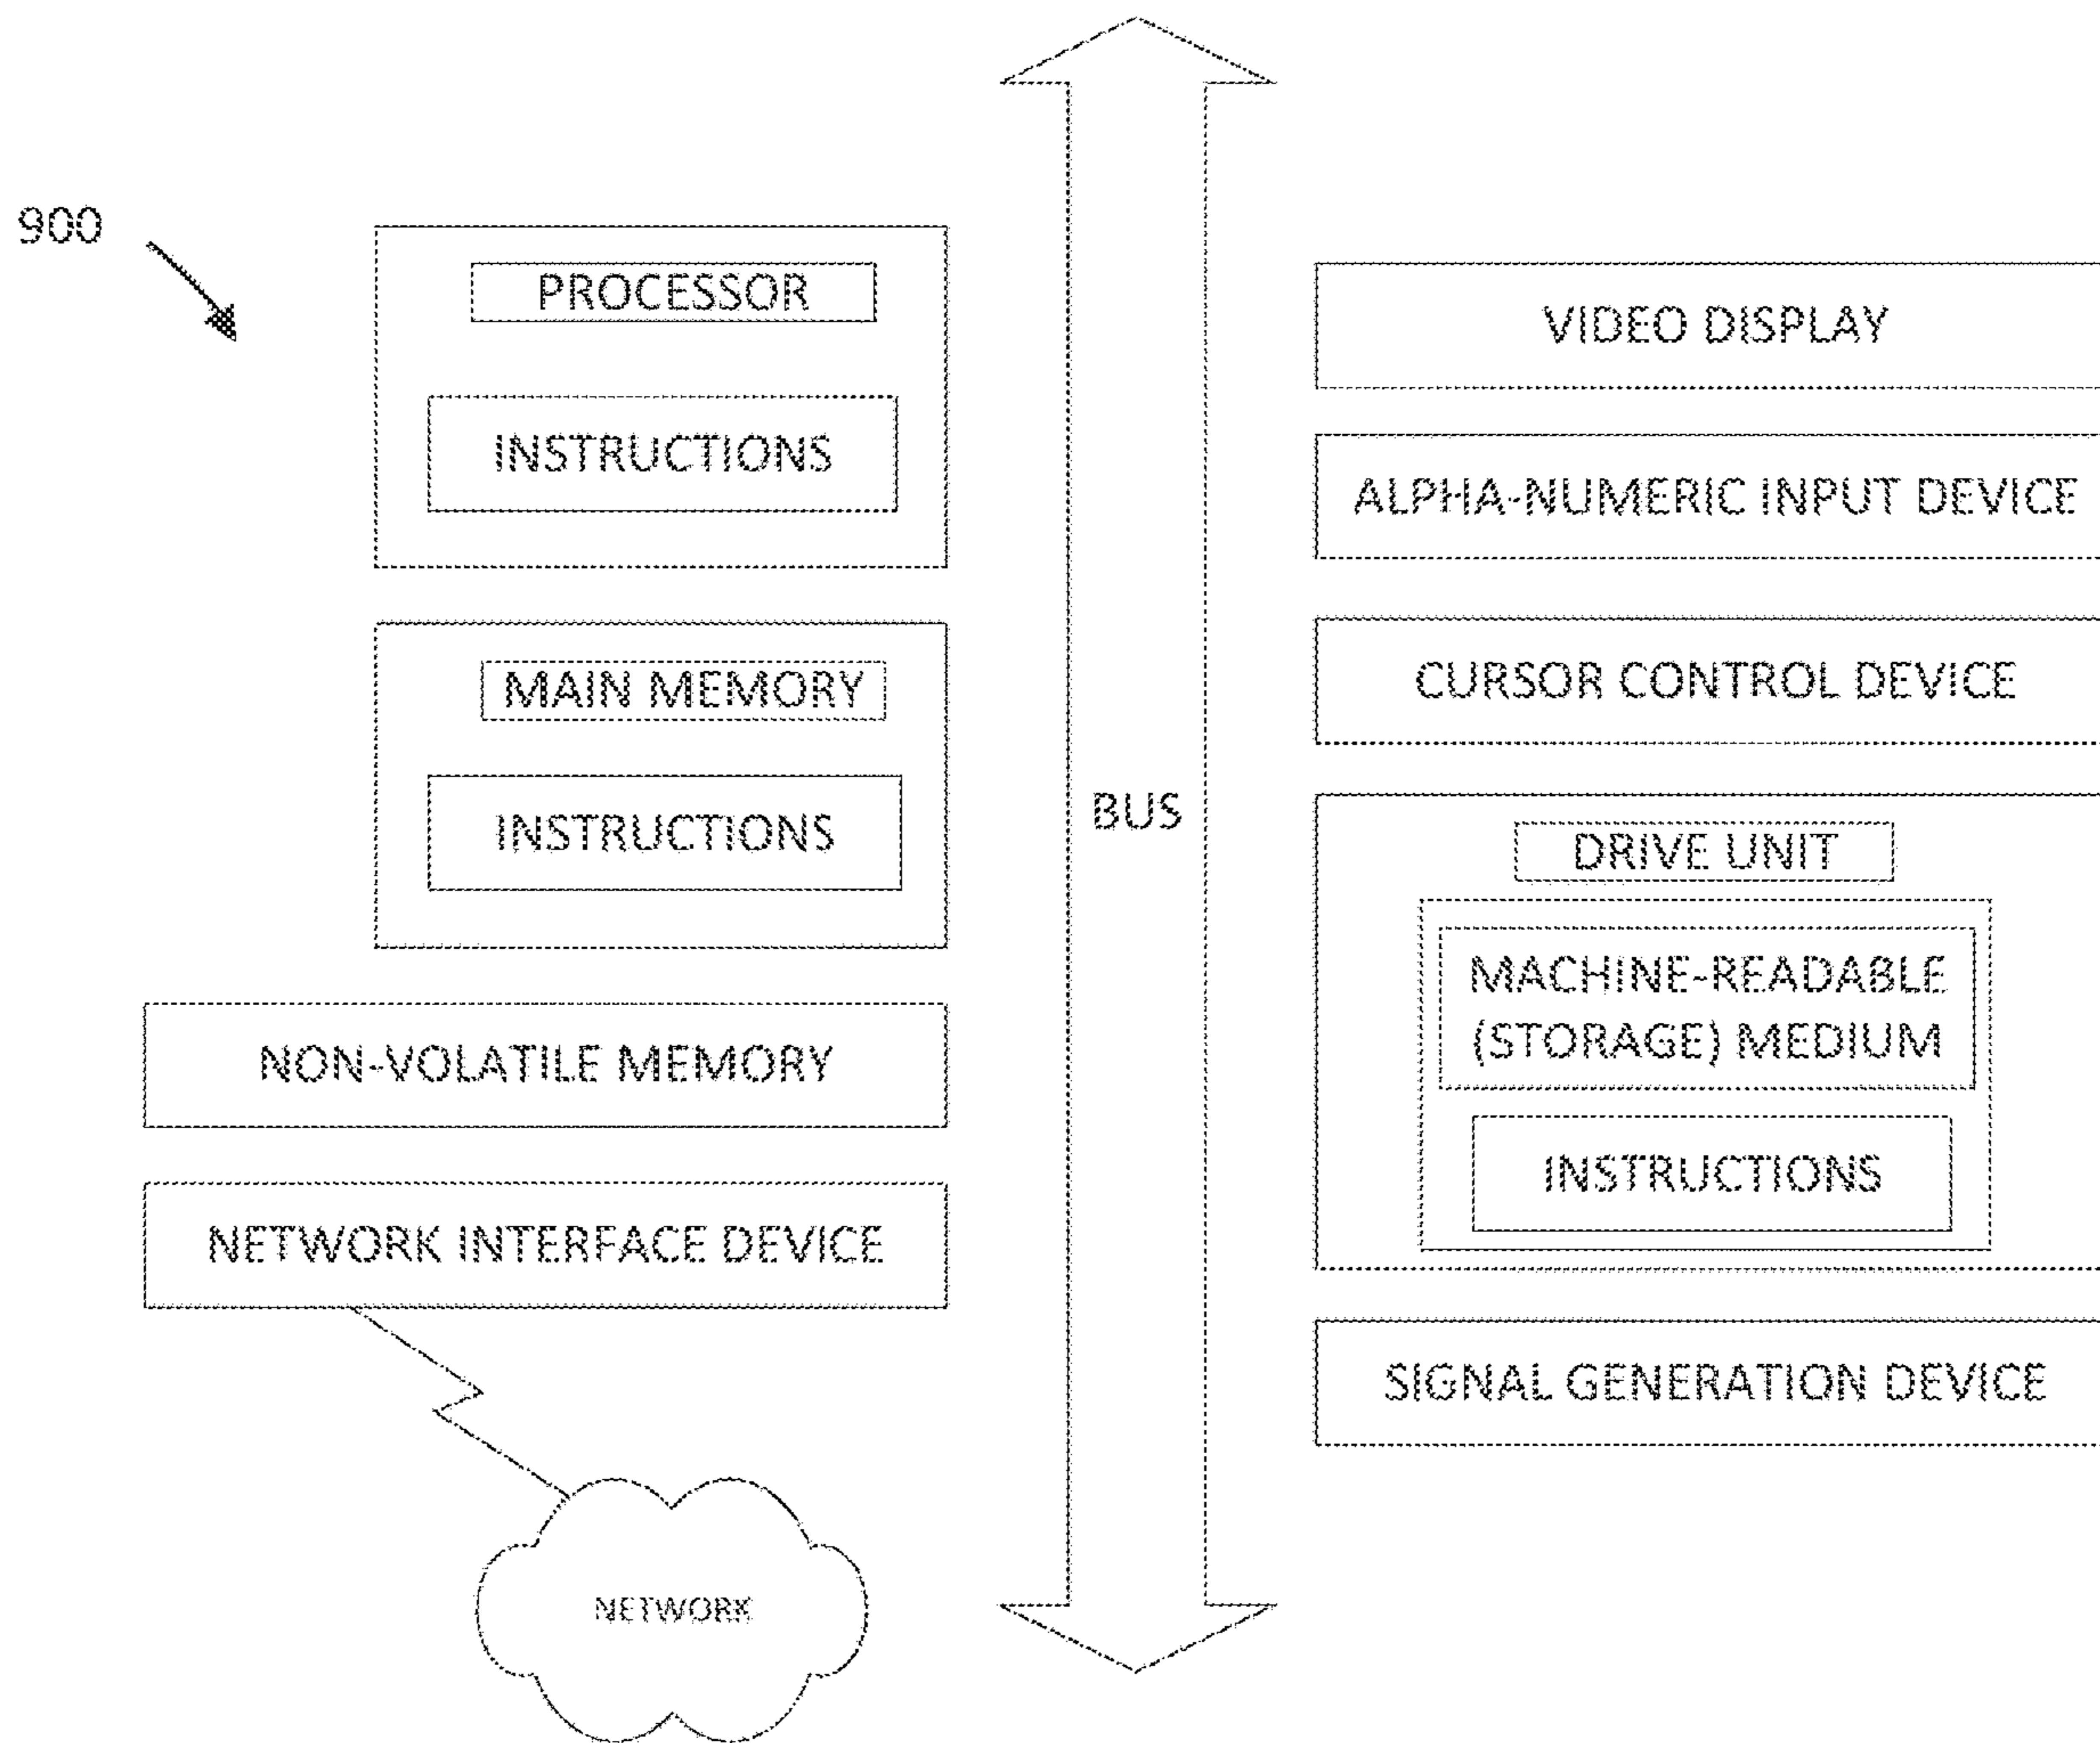 900
PROCESSOR
INSTRUCTIONS
MAIN MEMORY
INSTRUCTIONS
NON-VOLATILE MEMORY
NETWORK INTERFACE DEVICE
NETWORK
BUS
VIDEO DISPLAY
ALPHA-NUMERIC INPUT DEVICE
CURSOR CONTROL DEVICE
DRIVE UNIT
MACHINE-READABLE
(STORAGE) MEDIUM
INSTRUCTIONS
SIGNAL GENERATION DEVICE